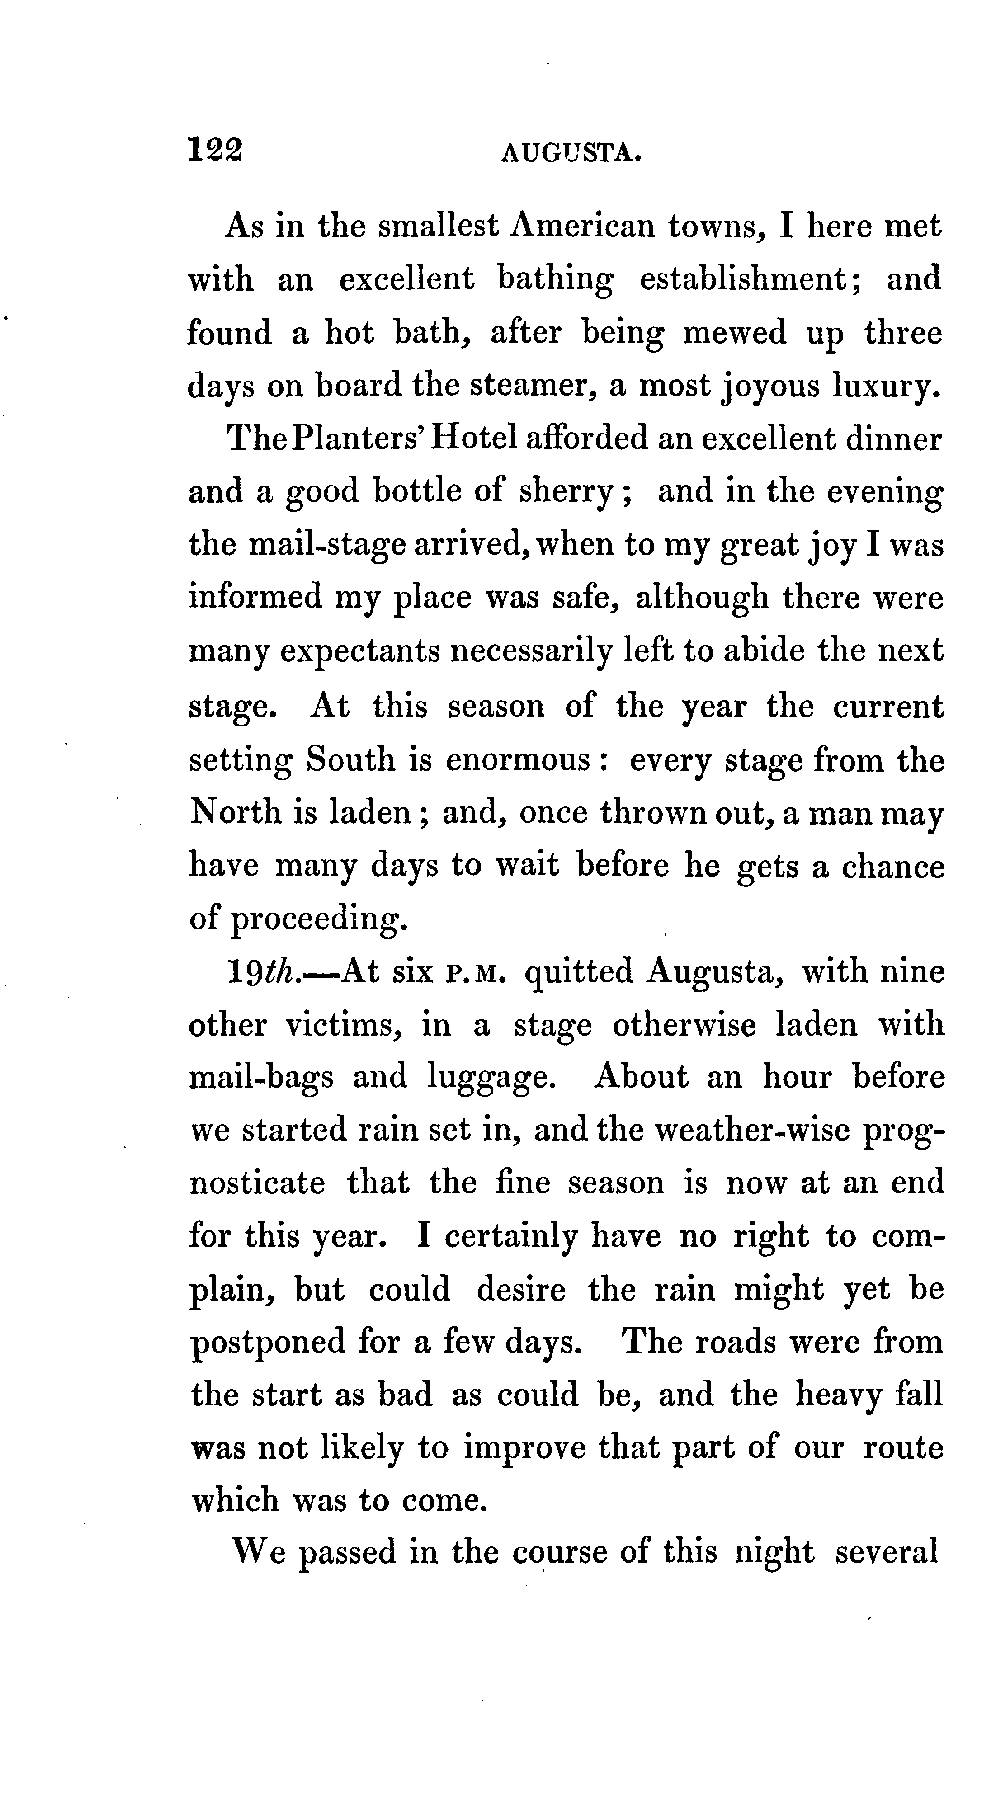 122 AUGUSTA.
As in the smallest American towns, I here met
with an excellent bathing establishment; and
found a hot bath, after being mewed up three
days on board the steamer, a most joyous luxury.
The Planters' Hotel afforded an excellent dinner
and a good bottle of sherry; and in the evening
the mail-stage arrived, when to my great joy I was
informed my place was safe, although there were
many expectants necessarily left to abide the next
stage. At this season of the year the current
setting South is enormous: every stage from the
North is laden; and, once thrown out, a man may
have many days to wait before he gets a chance
of proceeding.
19th.—At six P.M. quitted Augusta, with nine
other victims, in a stage otherwise laden with
mail-bags and luggage. About an hour before
we started rain set in, and the weather-wise prog-
nosticate that the fine season is now at an end
for this year. I certainly have no right to com-
plain, but could desire the rain might yet be
postponed for a few days. The roads were from
the start as bad as could be, and the heavy fall
was not likely to improve that part of our route
which was to come.
We passed in the course of this night several